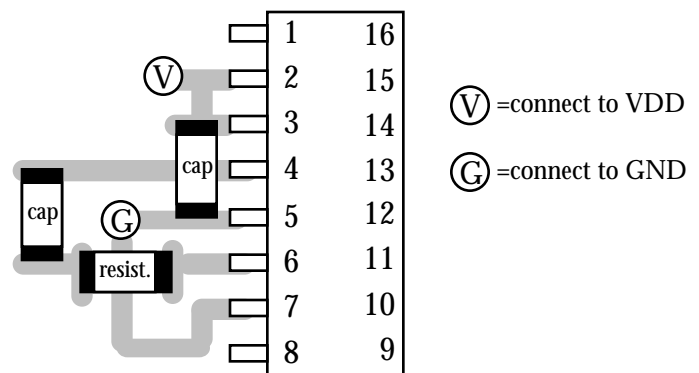 1 16
V 2 15
V =connect to VDD
3 14
cap 4 13
G =connect to GND
cap G 5 12
resist. 6 11
7 10
8 9